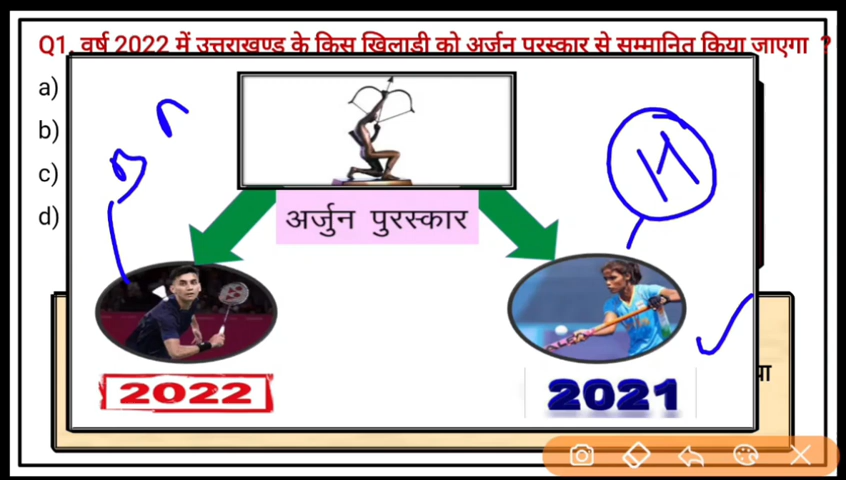 Q1. वर्ष 2022 में उत्तराखण्ड के किस खिलाड़ी को अर्जुन पुरस्कार से सम्मानित किया जाएगा ?
a)
b)
c)
d)
अर्जुन पुरस्कार
H
2022
2021